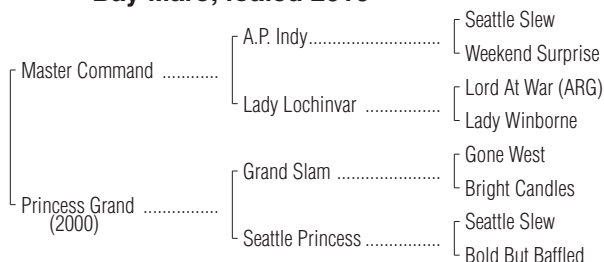 Bay Mare; foaled
Seattle Slew
A.P. Indy
Weekend Surprise
Master Command
Lord At War (ARG)
Lady Lochinvar
Lady Winborne
Gone West
Grand Slam
Bright Candles
Princess Grand
(2000)
Seattle Slew
Seattle Princess
Bold But Baffled